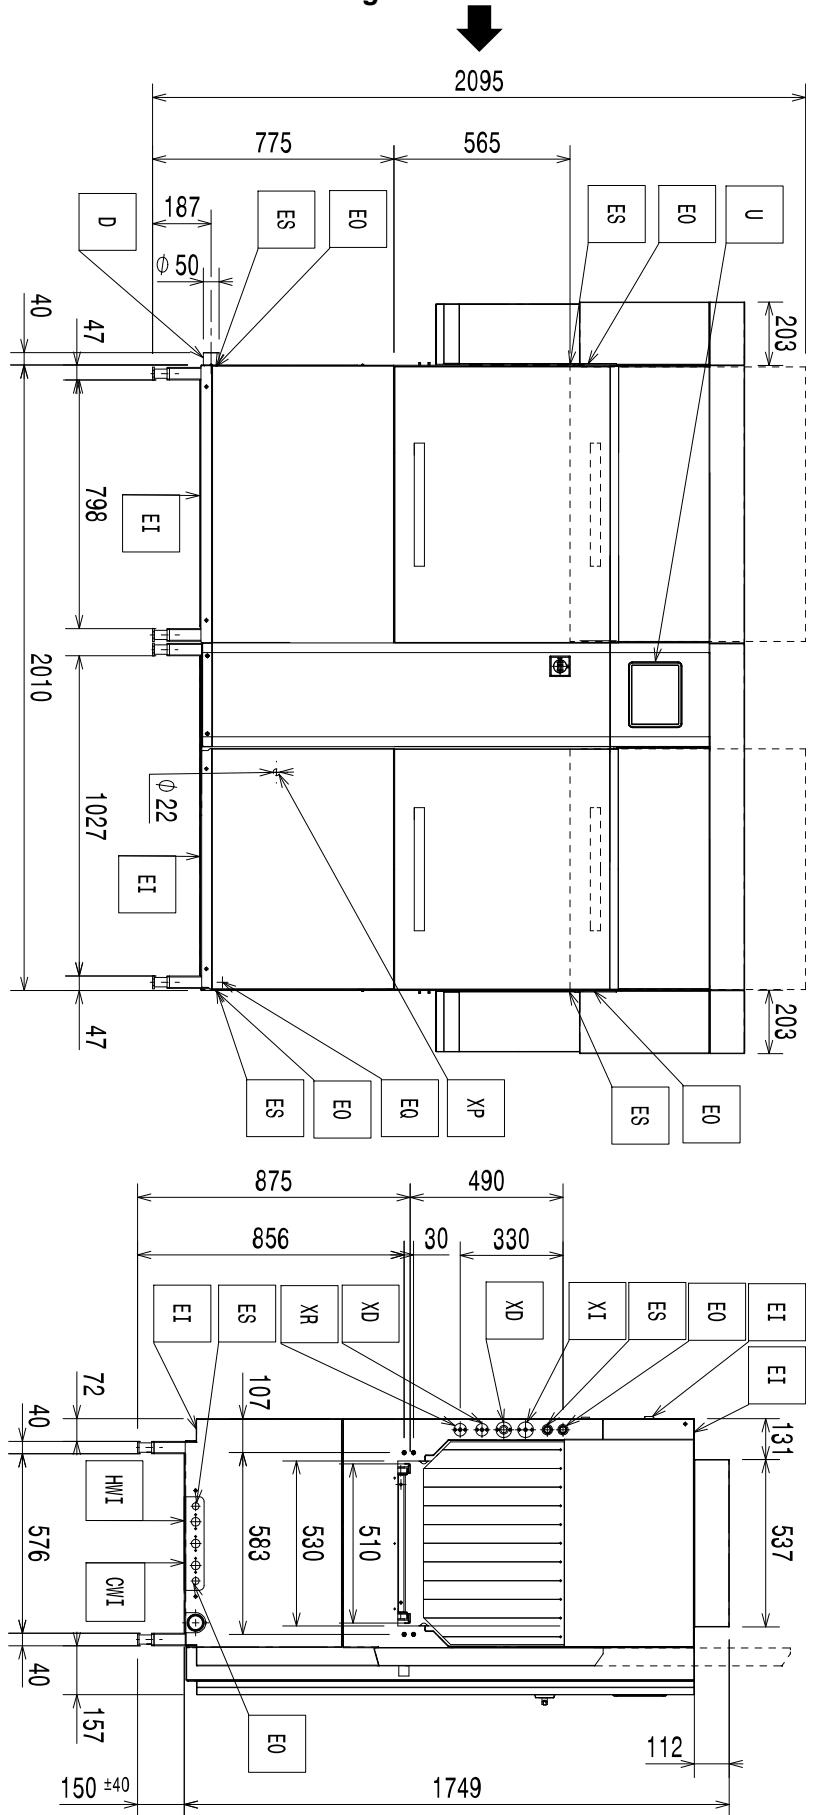 g
2095
775
565
187
D
ES
EO
ES
EO
U
ϕ 50
40
47
203
798
EI
2010
ϕ 22
1027
EI
47
203
ES
EO
EQ
XP
ES
EO
875
490
856
30
330
EI
ES
XR
XD
XD
XI
ES
EO
EI
EI
72
107
131
40
HWI
576
583
530
510
537
CWI
40
157
EO
112
150 ±40
1749